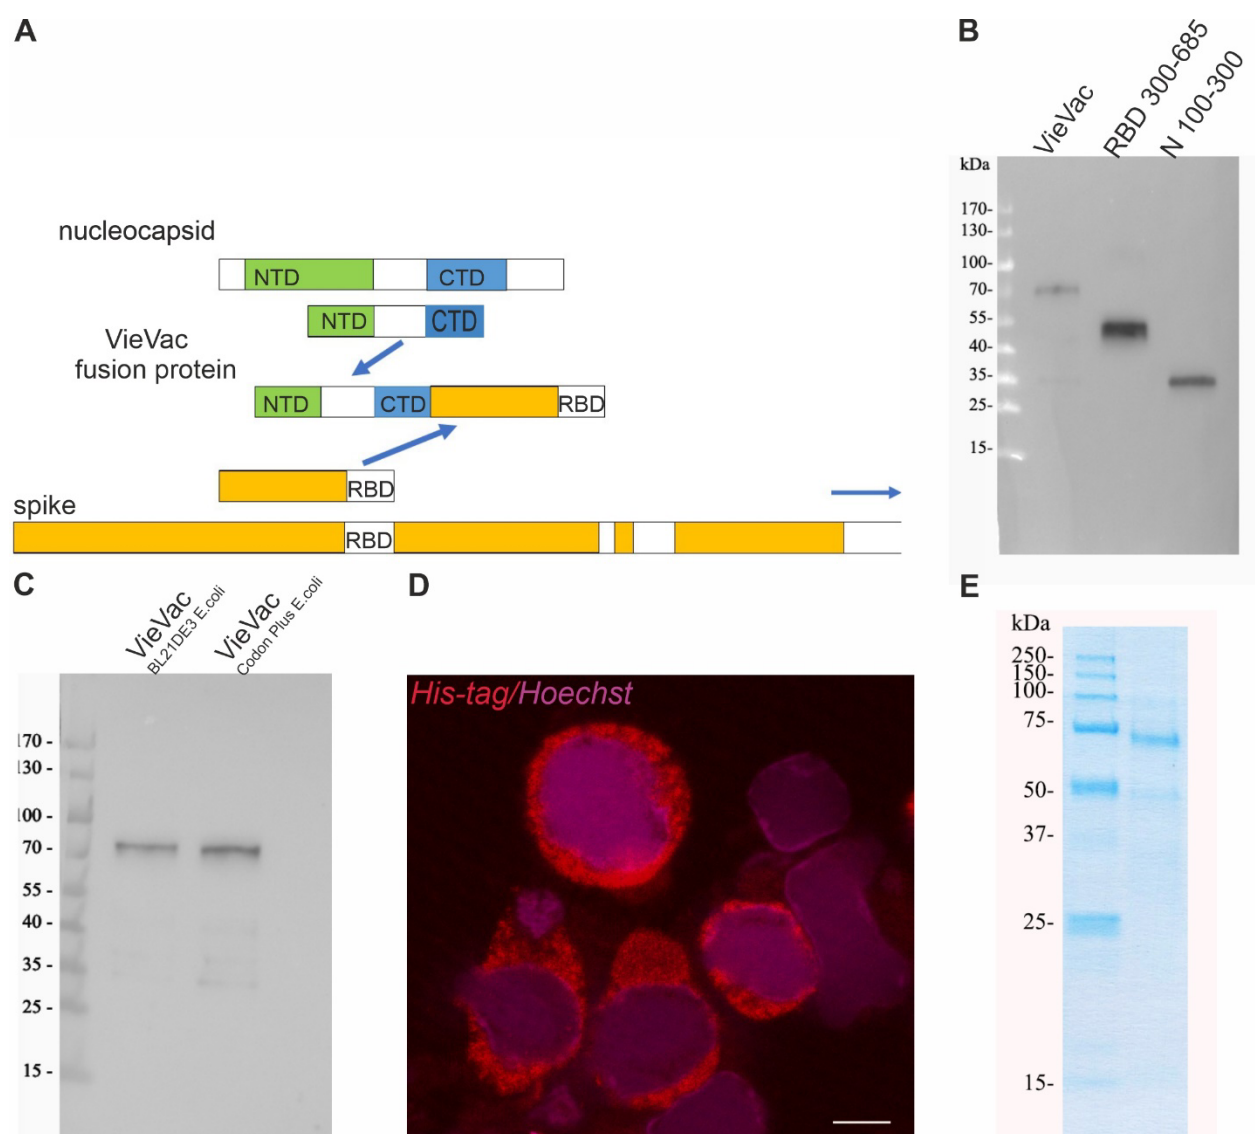 A
nucleocapsid
NTD
CTD
NTD
CTD
VieVac
fusion protein
NTD
CTD
RBD
RBD
spike
RBD
B
VieVac
RBD 300-685
N 100-300
kDa
170-
130-
100-
70-
55-
40-
35-
25-
15-
C
VieVac
BL21DE3 E.coli
VieVac
Codon Plus E.coli
170 -
130 -
100 -
70 -
55 -
40 -
35 -
25 -
15 -
D
His-tag/Hoechst
E
kDa
250-
150-
100-
75-
50-
37-
25-
15-